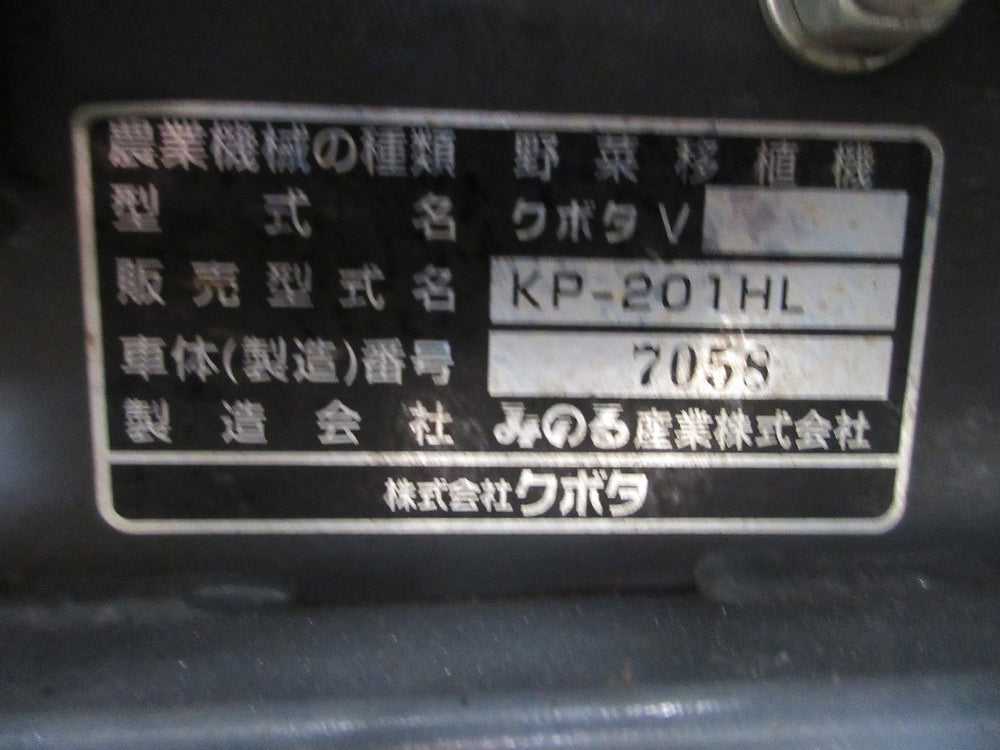 農業機械の種類 野菜移植機
型式名 クボタ V
販売型式名 KP-201HL
車体(製造)番号 7058
製造会社 みのる産業株式会社
株式会社クボタ